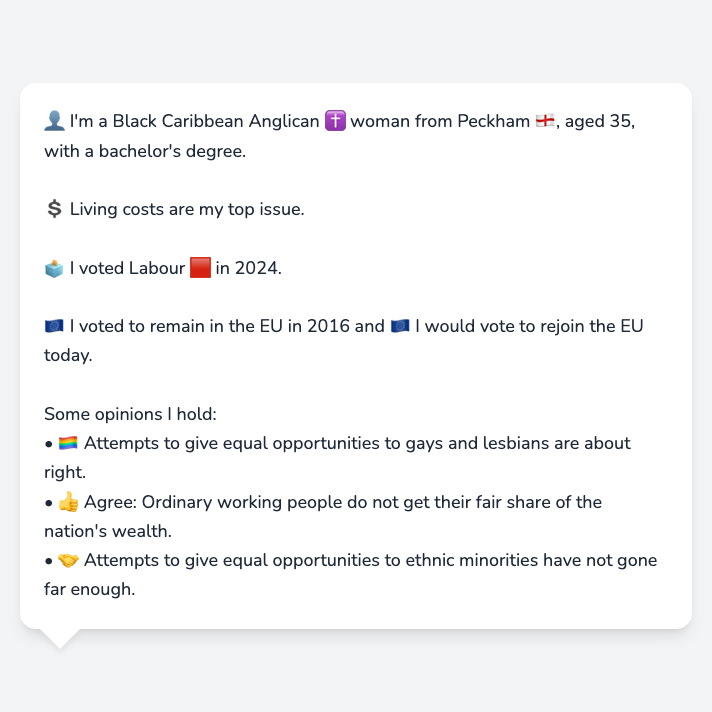 👤 I'm a Black Caribbean Anglican ✝️ woman from Peckham 🏴󠁧󠁢󠁥󠁮󠁧󠁿, aged 35,
with a bachelor's degree.
💲 Living costs are my top issue.
🗳️ I voted Labour 🟥 in 2024.
🇪🇺 I voted to remain in the EU in 2016 and 🇪🇺 I would vote to rejoin the EU
today.
Some opinions I hold:
• 🏳️‍🌈 Attempts to give equal opportunities to gays and lesbians are about
right.
• 👍 Agree: Ordinary working people do not get their fair share of the
nation's wealth.
• 🤝 Attempts to give equal opportunities to ethnic minorities have not gone
far enough.